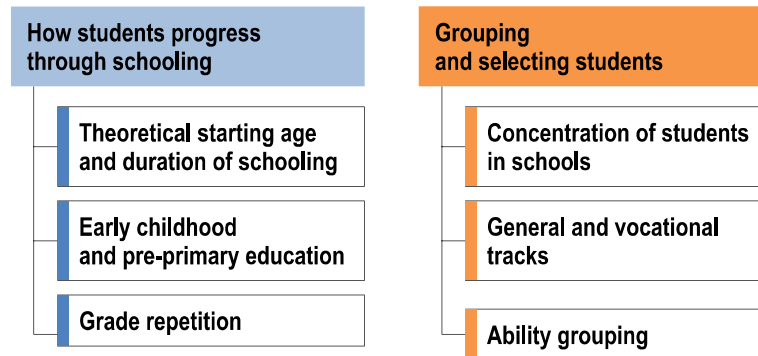 How students progress
through schooling
Theoretical starting age
and duration of schooling
Early childhood
and pre-primary education
Grade repetition
Grouping
and selecting students
Concentration of students
in schools
General and vocational
tracks
Ability grouping